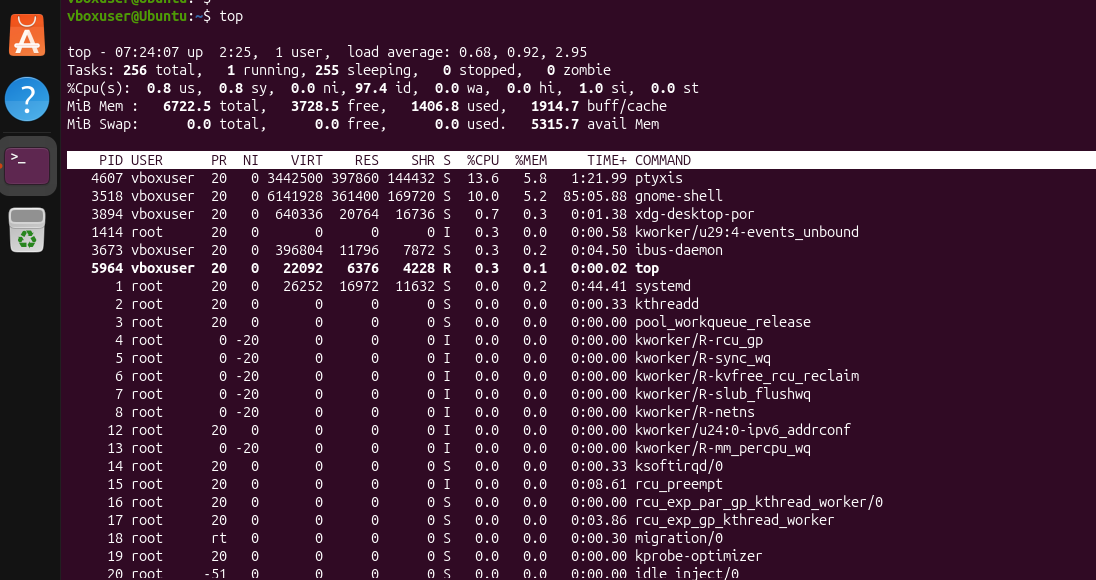 vboxuser@Ubuntu:~$
vboxuser@Ubuntu:~$ top
top - 07:24:07 up  2:25,  1 user,  load average: 0.68, 0.92, 2.95
Tasks: 256 total,   1 running, 255 sleeping,   0 stopped,   0 zombie
%Cpu(s):  0.8 us,  0.8 sy,  0.0 ni, 97.4 id,  0.0 wa,  0.0 hi,  1.0 si,  0.0 st
MiB Mem :   6722.5 total,   3728.5 free,   1406.8 used,   1914.7 buff/cache
MiB Swap:      0.0 total,      0.0 free,      0.0 used.   5315.7 avail Mem
PID USER      PR  NI    VIRT    RES    SHR S  %CPU  %MEM     TIME+ COMMAND
4607 vboxuser  20   0 3442500 397860 144432 S  13.6   5.8   1:21.99 ptyxis
3518 vboxuser  20   0 6141928 361400 169720 S  10.0   5.2  85:05.88 gnome-shell
3894 vboxuser  20   0  640336  20764  16736 S   0.7   0.3   0:01.38 xdg-desktop-por
1414 root      20   0       0      0      0 I   0.3   0.0   0:00.58 kworker/u29:4-events_unbound
3673 vboxuser  20   0  396804  11796   7872 S   0.3   0.2   0:04.50 ibus-daemon
5964 vboxuser  20   0   22092   6376   4228 R   0.3   0.1   0:00.02 top
1 root      20   0   26252  16972  11632 S   0.0   0.2   0:44.41 systemd
2 root      20   0       0      0      0 S   0.0   0.0   0:00.33 kthreadd
3 root      20   0       0      0      0 S   0.0   0.0   0:00.00 pool_workqueue_release
4 root       0 -20       0      0      0 I   0.0   0.0   0:00.00 kworker/R-rcu_gp
5 root       0 -20       0      0      0 I   0.0   0.0   0:00.00 kworker/R-sync_wq
6 root       0 -20       0      0      0 I   0.0   0.0   0:00.00 kworker/R-kvfree_rcu_reclaim
7 root       0 -20       0      0      0 I   0.0   0.0   0:00.00 kworker/R-slub_flushwq
8 root       0 -20       0      0      0 I   0.0   0.0   0:00.00 kworker/R-netns
12 root      20   0       0      0      0 I   0.0   0.0   0:00.00 kworker/u24:0-ipv6_addrconf
13 root       0 -20       0      0      0 I   0.0   0.0   0:00.00 kworker/R-mm_percpu_wq
14 root      20   0       0      0      0 S   0.0   0.0   0:00.33 ksoftirqd/0
15 root      20   0       0      0      0 I   0.0   0.0   0:08.61 rcu_preempt
16 root      20   0       0      0      0 S   0.0   0.0   0:00.00 rcu_exp_par_gp_kthread_worker/0
17 root      20   0       0      0      0 S   0.0   0.0   0:03.86 rcu_exp_gp_kthread_worker
18 root      rt   0       0      0      0 S   0.0   0.0   0:00.30 migration/0
19 root      20   0       0      0      0 S   0.0   0.0   0:00.00 kprobe-optimizer
20 root     -51   0       0      0      0 S   0.0   0.0   0:00.00 idle_inject/0